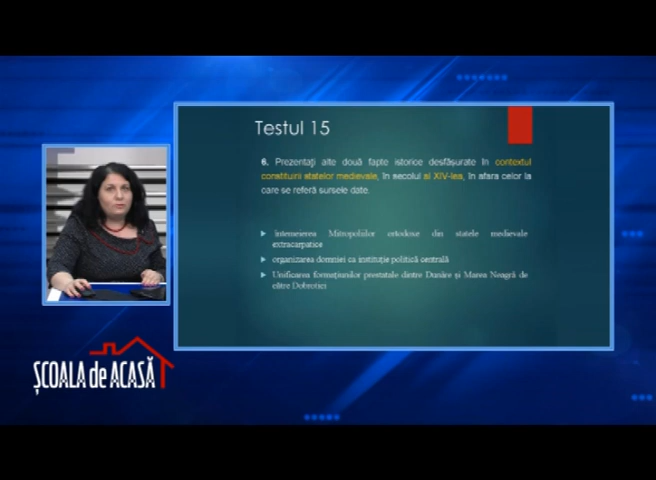 Testul 15
6. Prezentați alte două fapte istorice desfășurate în contextul
constituirii statelor medievale, în secolul al XIV-lea, în afara celor la
care se referă sursele date.
întemeierea Mitropoliilor ortodoxe din statele medievale
extracarpatice
organizarea domniei ca instituție politică centrală
Unificarea formațiunilor prestatale dintre Dunăre și Marea Neagră de
către Dobrotici
ȘCOALA de ACASĂ